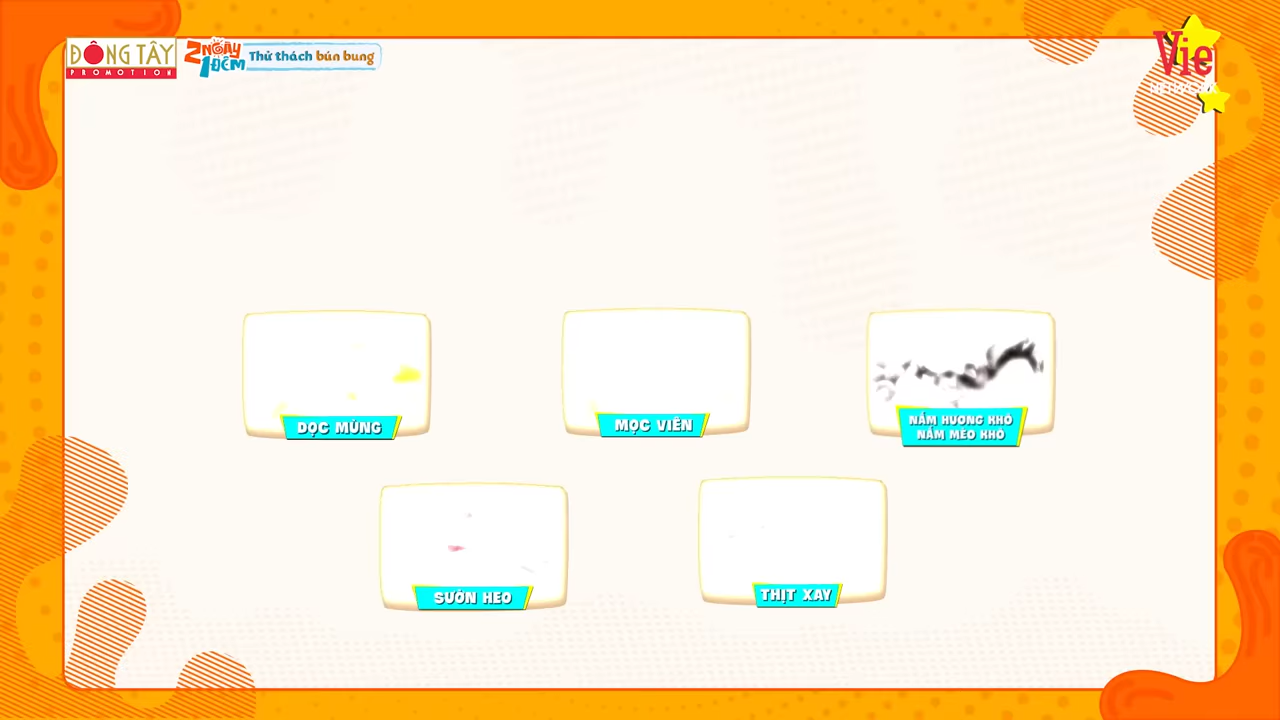 ĐÔNG TÂY
PROMOTION
2 NGÀY
1 ĐÊM
Thử thách bún bung
Vie
NETWORK
DỌC MÙNG
MỌC VIÊN
NẤM HƯƠNG KHÔ
NẤM MÈO KHÔ
SƯỜN HEO
THỊT XAY